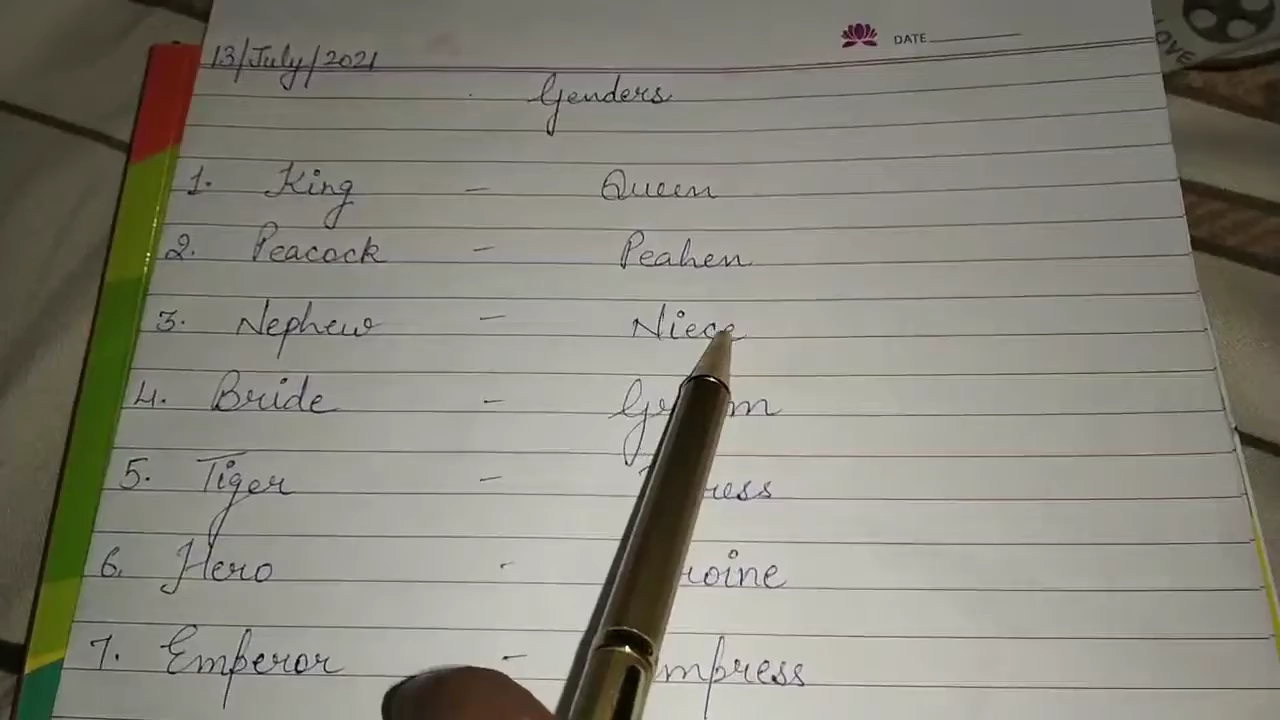 13/July/2021
DATE
Genders
1. King - Queen
2. Peacock - Peahen
3. Nephew - Niece
4. Bride -
5. Tiger -
6. Hero -
7. Emperor -
LOVE